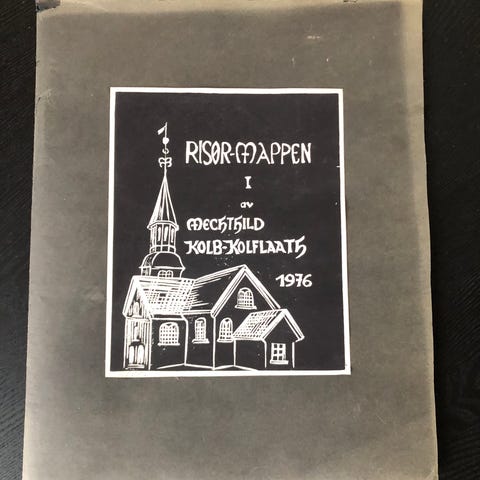 RISØR-MAPPEN
I
av
MECHTHILD
KOLB-KOLFLAATH
1976